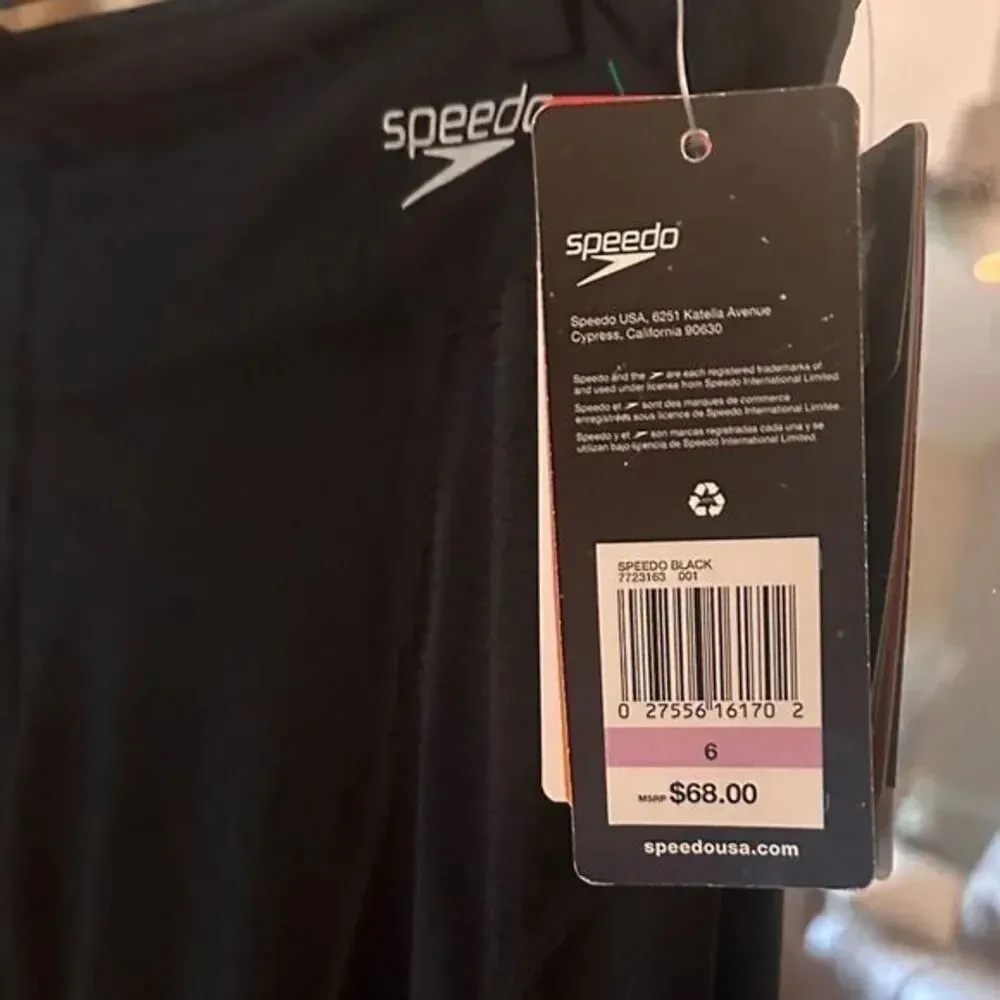 speedo
speedo
Speedo USA, 6251 Katella Avenue
Cypress, California 90630
Speedo and the are each registered trademarks of
and used under license from Speedo International Limited.
Speedo et sont des marques de commerce
enregistrées sous licence de Speedo International Limitee.
Speedo y et son marcas registradas cada una y se
utilizan bajo licencia de Speedo International Limited.
SPEEDO BLACK
7723163 001
0 27556 16170 2
6
MSRP $68.00
speedousa.com